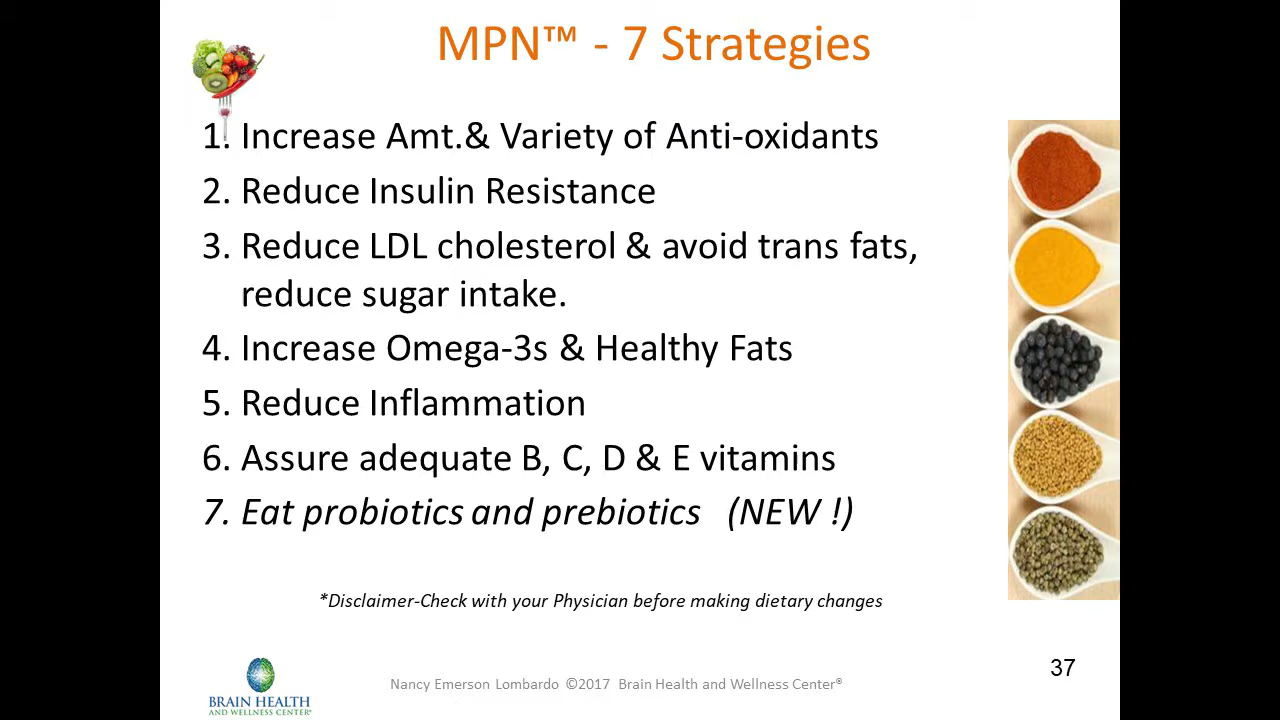 MPN™ - 7 Strategies
1. Increase Amt.& Variety of Anti-oxidants
2. Reduce Insulin Resistance
3. Reduce LDL cholesterol & avoid trans fats,
reduce sugar intake.
4. Increase Omega-3s & Healthy Fats
5. Reduce Inflammation
6. Assure adequate B, C, D & E vitamins
7. Eat probiotics and prebiotics (NEW !)
*Disclaimer-Check with your Physician before making dietary changes
37
Nancy Emerson Lombardo ©2017 Brain Health and Wellness Center®
BRAIN HEALTH
AND WELLNESS CENTER®